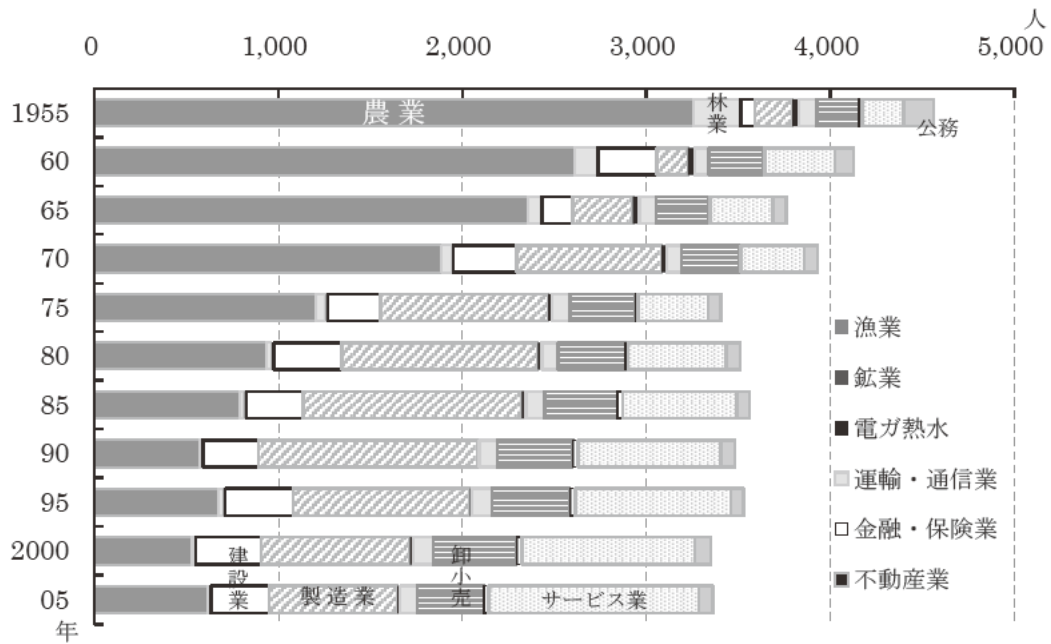 人
0 1,000 2,000 3,000 4,000 5,000
1955 農業 林業 公務
60
65
70
75
漁業
80
鉱業
85
電ガ熱水
90
運輸・通信業
95
金融・保険業
2000
不動産業
05 建設業 製造業 卸小売 サービス業
年